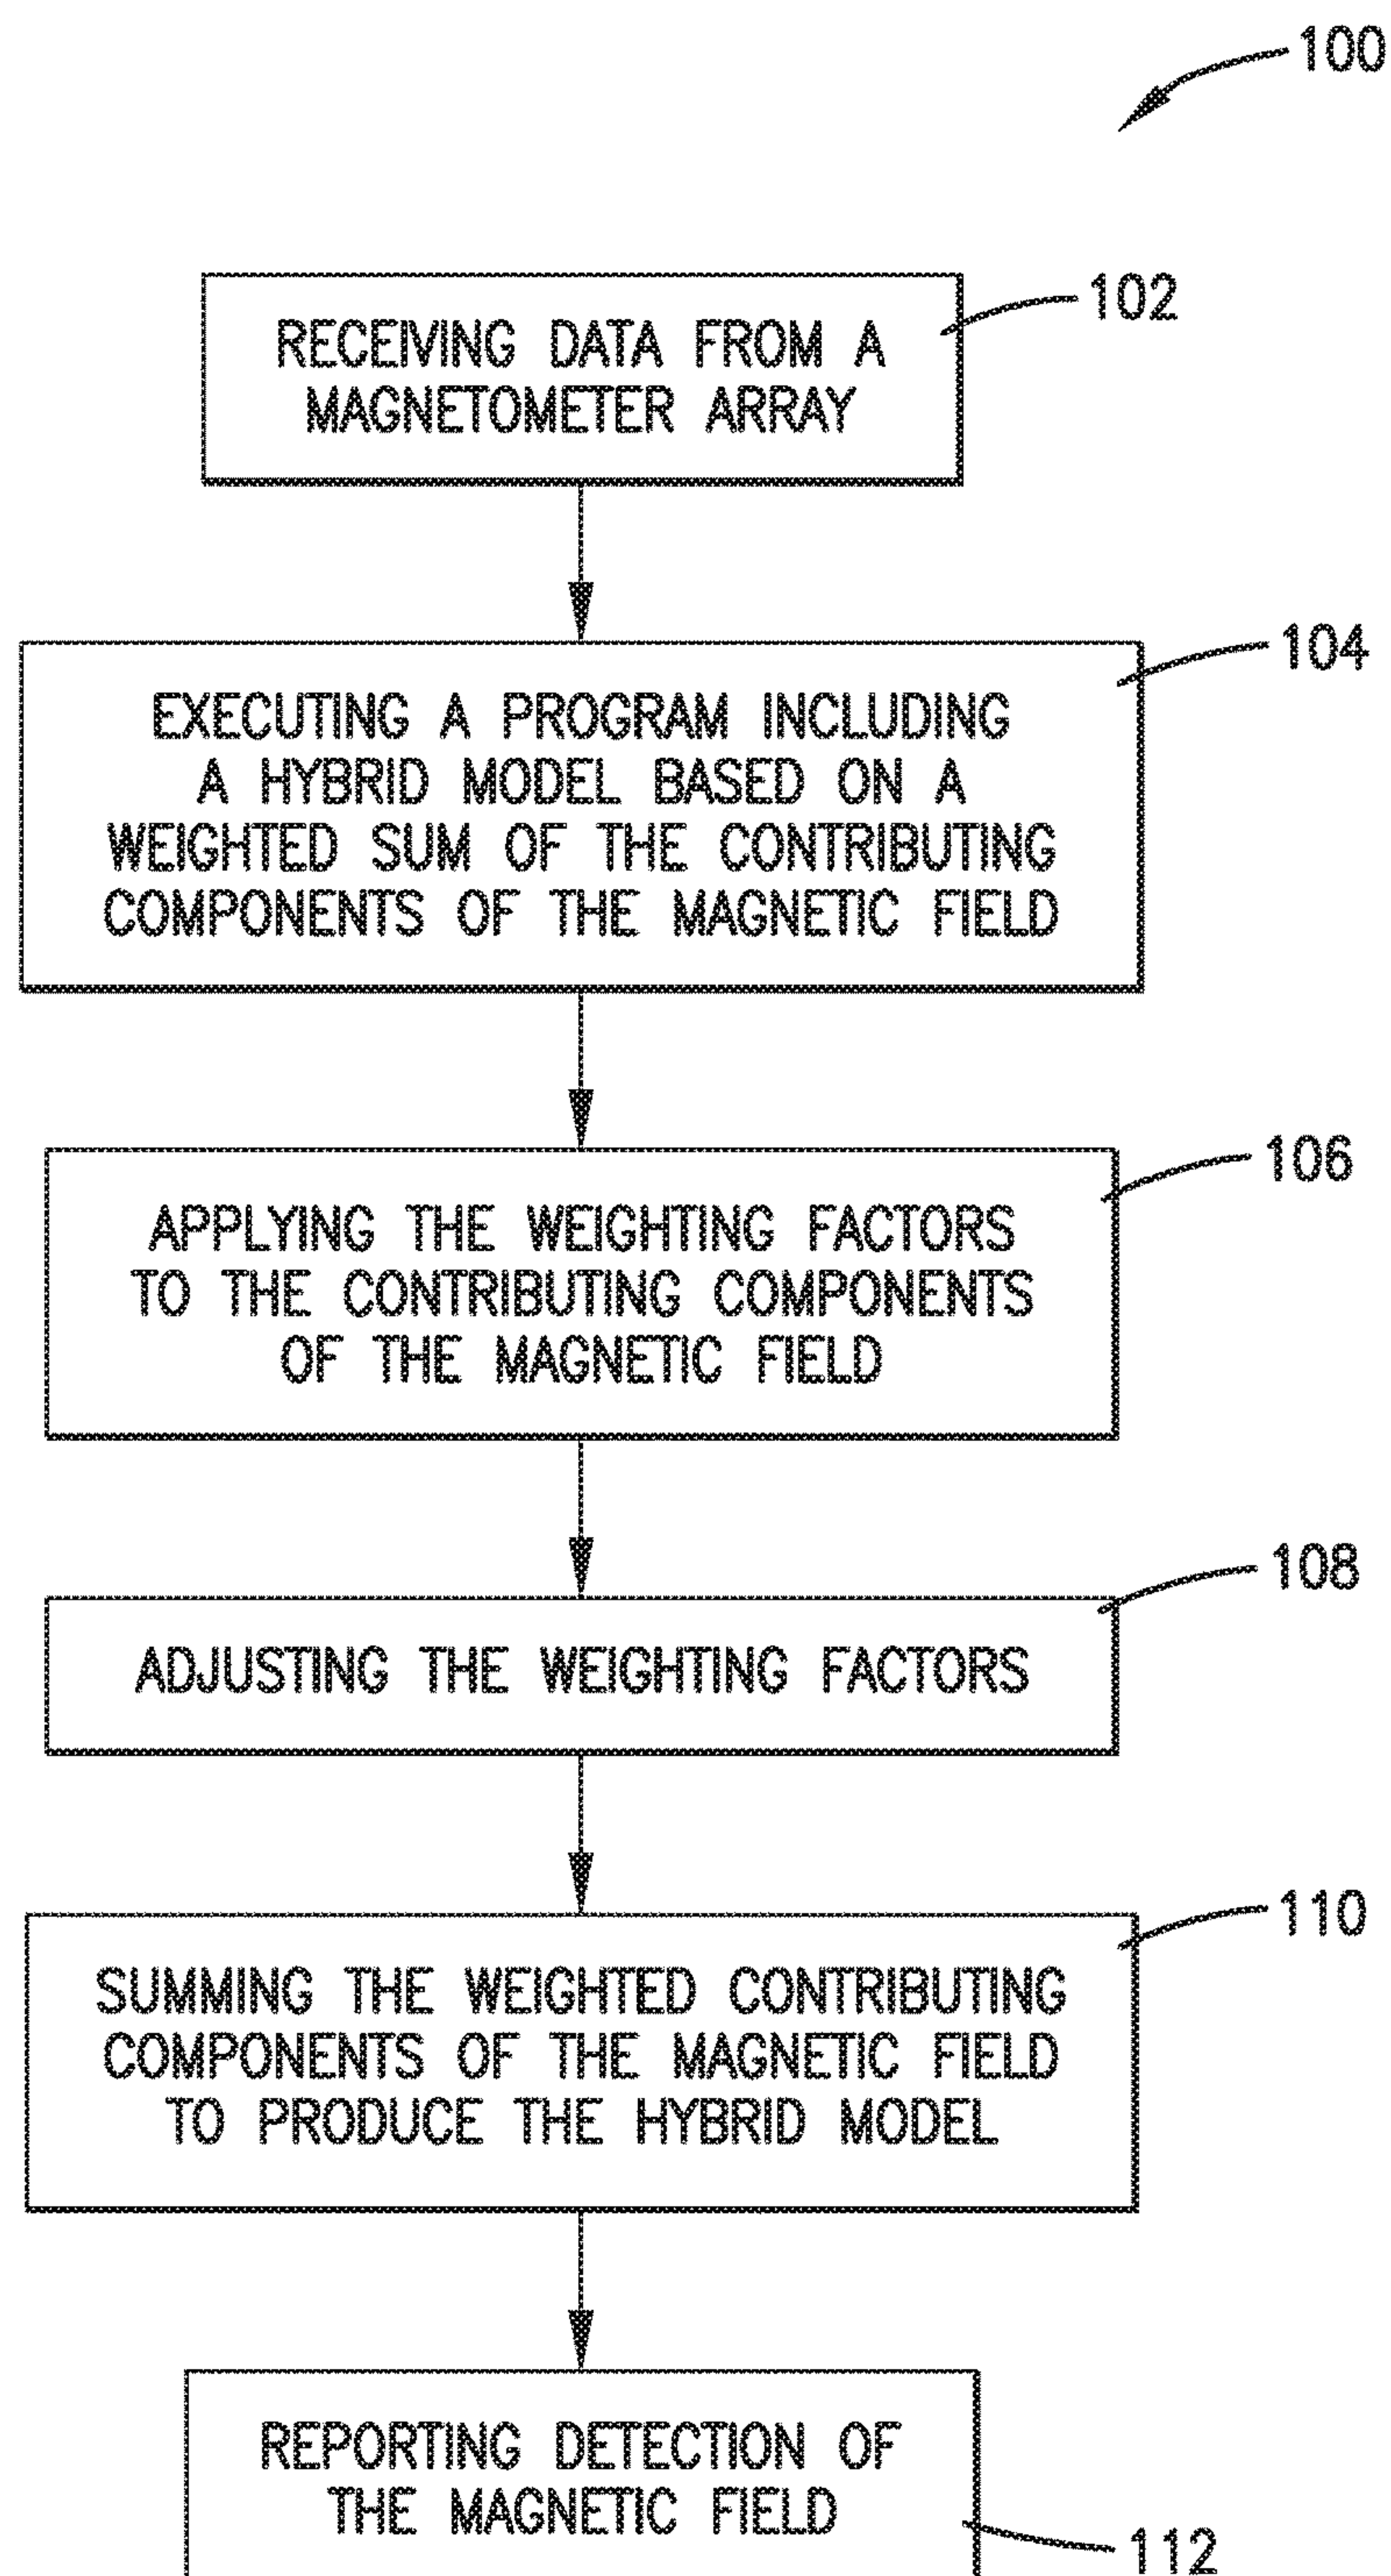 100
102
RECEIVING DATA FROM A
MAGNETOMETER ARRAY
104
EXECUTING A PROGRAM INCLUDING
A HYBRID MODEL BASED ON A
WEIGHTED SUM OF THE CONTRIBUTING
COMPONENTS OF THE MAGNETIC FIELD
106
APPLYING THE WEIGHTING FACTORS
TO THE CONTRIBUTING COMPONENTS
OF THE MAGNETIC FIELD
108
ADJUSTING THE WEIGHTING FACTORS
110
SUMMING THE WEIGHTED CONTRIBUTING
COMPONENTS OF THE MAGNETIC FIELD
TO PRODUCE THE HYBRID MODEL
REPORTING DETECTION OF
THE MAGNETIC FIELD
112